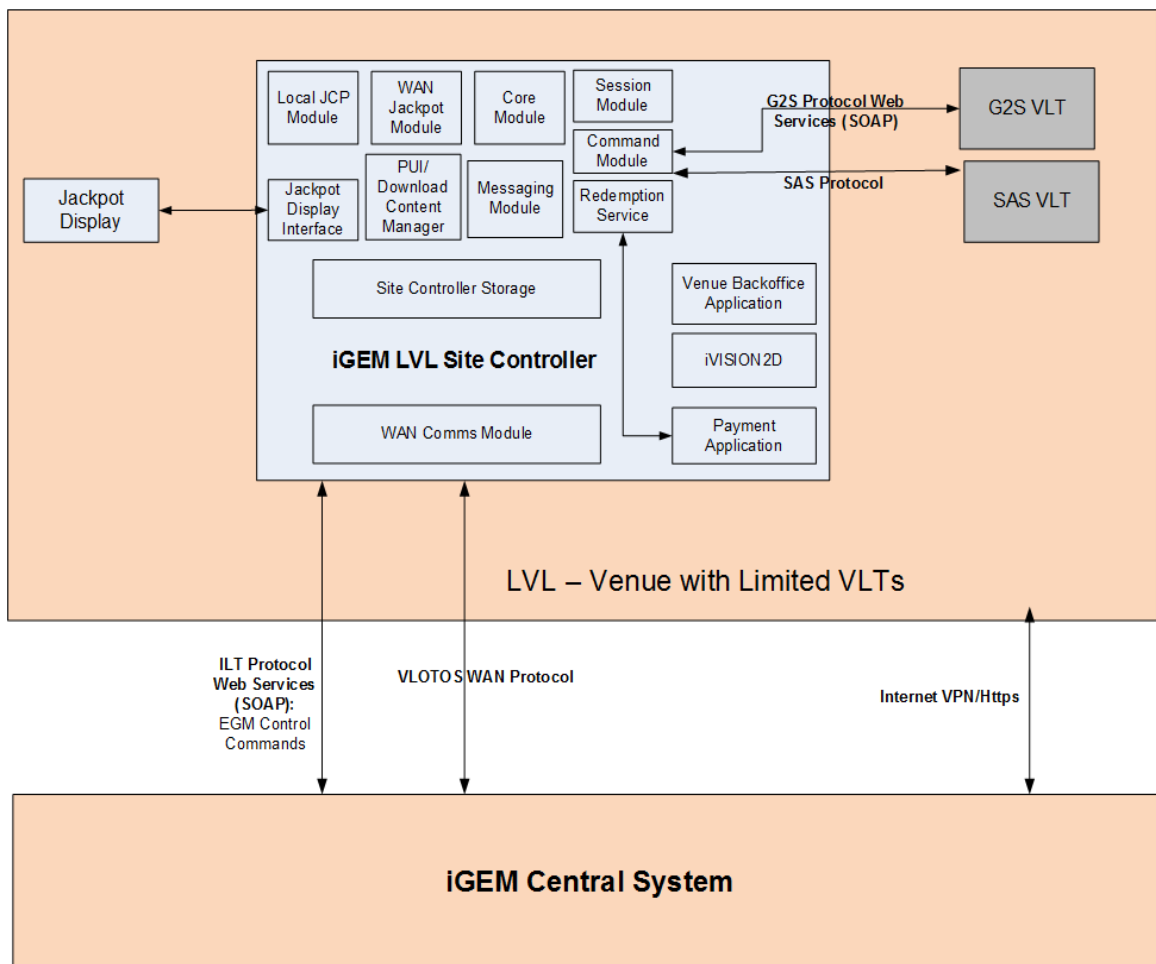 Local JCP
Module
WAN
Jackpot
Module
Core
Module
Session
Module
G2S Protocol Web
Services (SOAP)
G2S VLT
Command
Module
SAS Protocol
SAS VLT
Jackpot
Display
Jackpot
Display
Interface
PUI/
Download
Content
Manager
Messaging
Module
Redemption
Service
Site Controller Storage
Venue Backoffice
Application
iGEM LVL Site Controller
iVISION2D
WAN Comms Module
Payment
Application
LVL – Venue with Limited VLTs
ILT Protocol
Web Services
(SOAP):
EGM Control
Commands
VLOTOS WAN Protocol
Internet VPN/Https
iGEM Central System